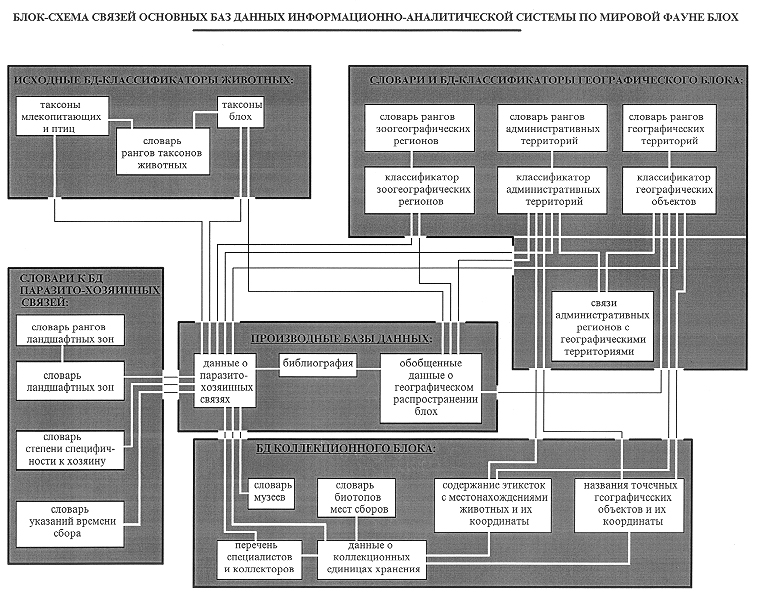 БЛОК-СХЕМА СВЯЗЕЙ ОСНОВНЫХ БАЗ ДАННЫХ ИНФОРМАЦИОННО-АНАЛИТИЧЕСКОЙ СИСТЕМЫ ПО МИРОВОЙ ФАУНЕ БЛОХ
ИСХОДНЫЕ БД-КЛАССИФИКАТОРЫ ЖИВОТНЫХ:
таксоны
млекопитающих
и птиц
словарь
рангов таксонов
животных
таксоны
блох
СЛОВАРИ И БД-КЛАССИФИКАТОРЫ ГЕОГРАФИЧЕСКОГО БЛОКА:
словарь рангов
зоогеографических
регионов
словарь рангов
административных
территорий
словарь рангов
географических
территорий
классификатор
зоогеографических
регионов
классификатор
административных
территорий
классификатор
географических
объектов
связи
административных
регионов с
географическими
территориями
СЛОВАРИ К БД
ПАРАЗИТО-ХОЗЯИННЫХ
СВЯЗЕЙ:
словарь рангов
ландшафтных зон
словарь
ландшафтных зон
словарь
степени специфич-
ности к хозяину
словарь
указаний времени
сбора
ПРОИЗВОДНЫЕ БАЗЫ ДАННЫХ:
данные о
паразито-
хозяинных
связях
библиография
обобщенные
данные о
географическом
распространении
блох
БД КОЛЛЕКЦИОННОГО БЛОКА:
словарь
музеев
словарь
биотопов
мест сборов
содержание этикеток
с местонахождениями
животных и их
координаты
названия точечных
географических
объектов и их
координаты
перечень
специалистов
и коллекторов
данные о
коллекционных
единицах хранения